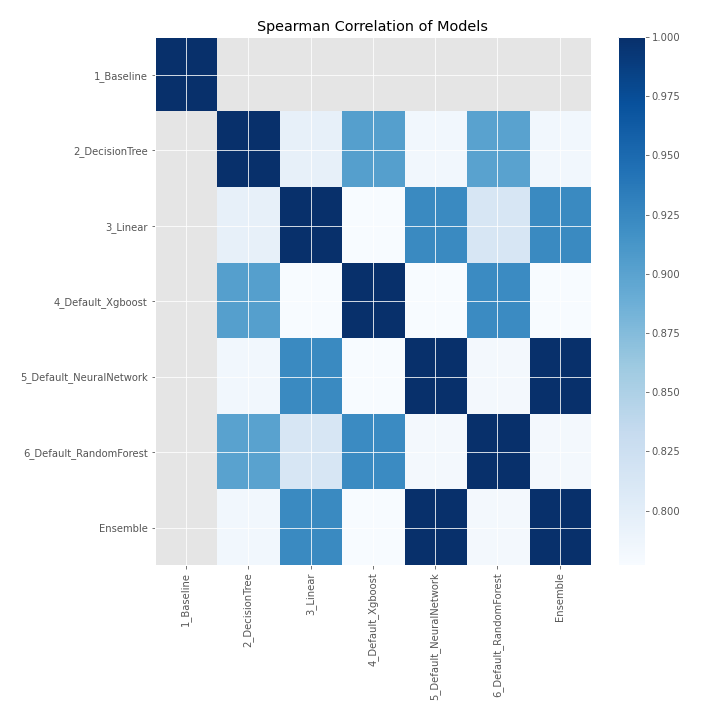 Spearman Correlation of Models
1_Baseline
2_DecisionTree
3_Linear
4_Default_Xgboost
5_Default_NeuralNetwork
6_Default_RandomForest
Ensemble
1_Baseline
2_DecisionTree
3_Linear
4_Default_Xgboost
5_Default_NeuralNetwork
6_Default_RandomForest
Ensemble
1.000
0.975
0.950
0.925
0.900
0.875
0.850
0.825
0.800